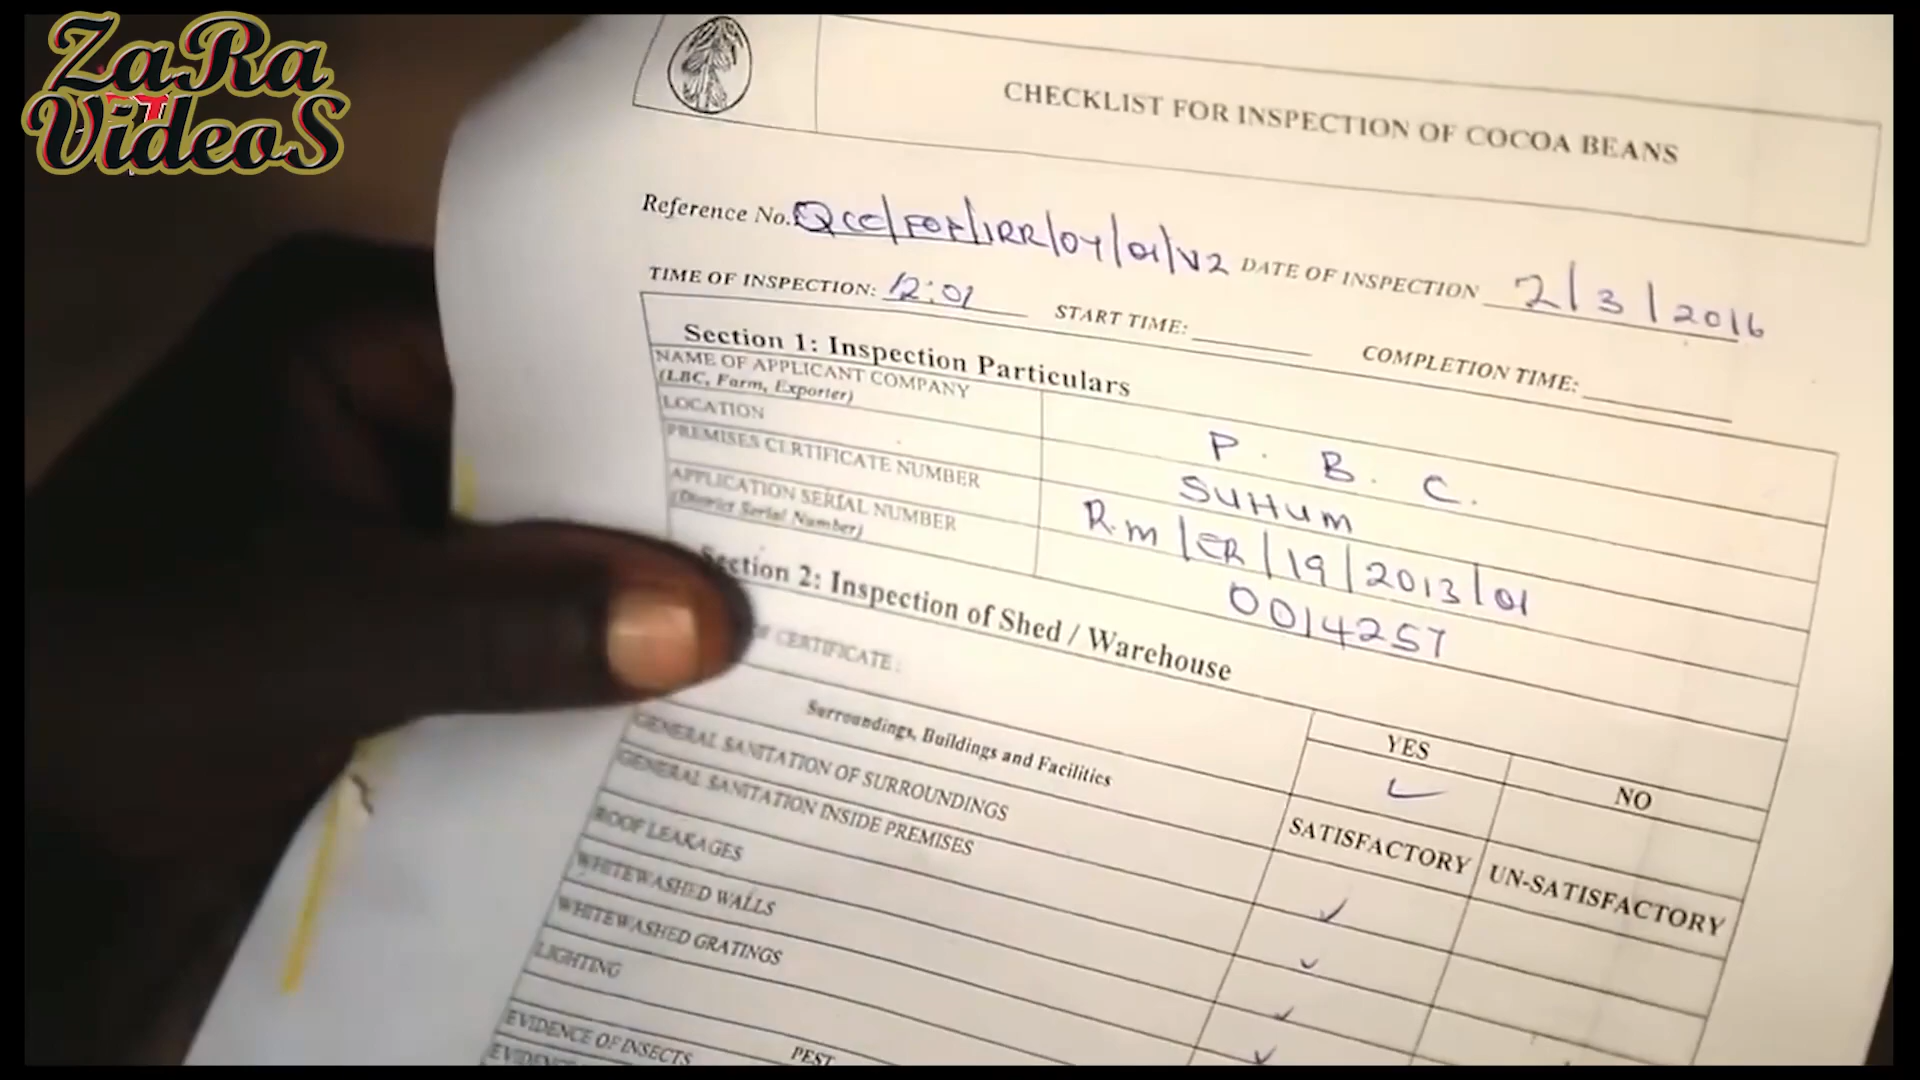 ZaRa
VideoS
CHECKLIST FOR INSPECTION OF COCOA BEANS
Reference No. QCC/FOF/IRR/04/01/V2 DATE OF INSPECTION 2/3/2016
TIME OF INSPECTION: 12:01 START TIME: COMPLETION TIME:
Section 1: Inspection Particulars
NAME OF APPLICANT COMPANY P. B. C.
(LBC, Farm, Exporter)
LOCATION SUHUM
PREMISES CERTIFICATE NUMBER R.M/ER/19/2013/01
APPLICATION SERIAL NUMBER 0014257
(District Serial Number)
Section 2: Inspection of Shed / Warehouse
CERTIFICATE: YES NO
Surroundings, Buildings and Facilities SATISFACTORY UN-SATISFACTORY
GENERAL SANITATION OF SURROUNDINGS
GENERAL SANITATION INSIDE PREMISES
ROOF LEAKAGES
WHITEWASHED WALLS
WHITEWASHED GRATINGS
LIGHTING
PEST
EVIDENCE OF INSECTS